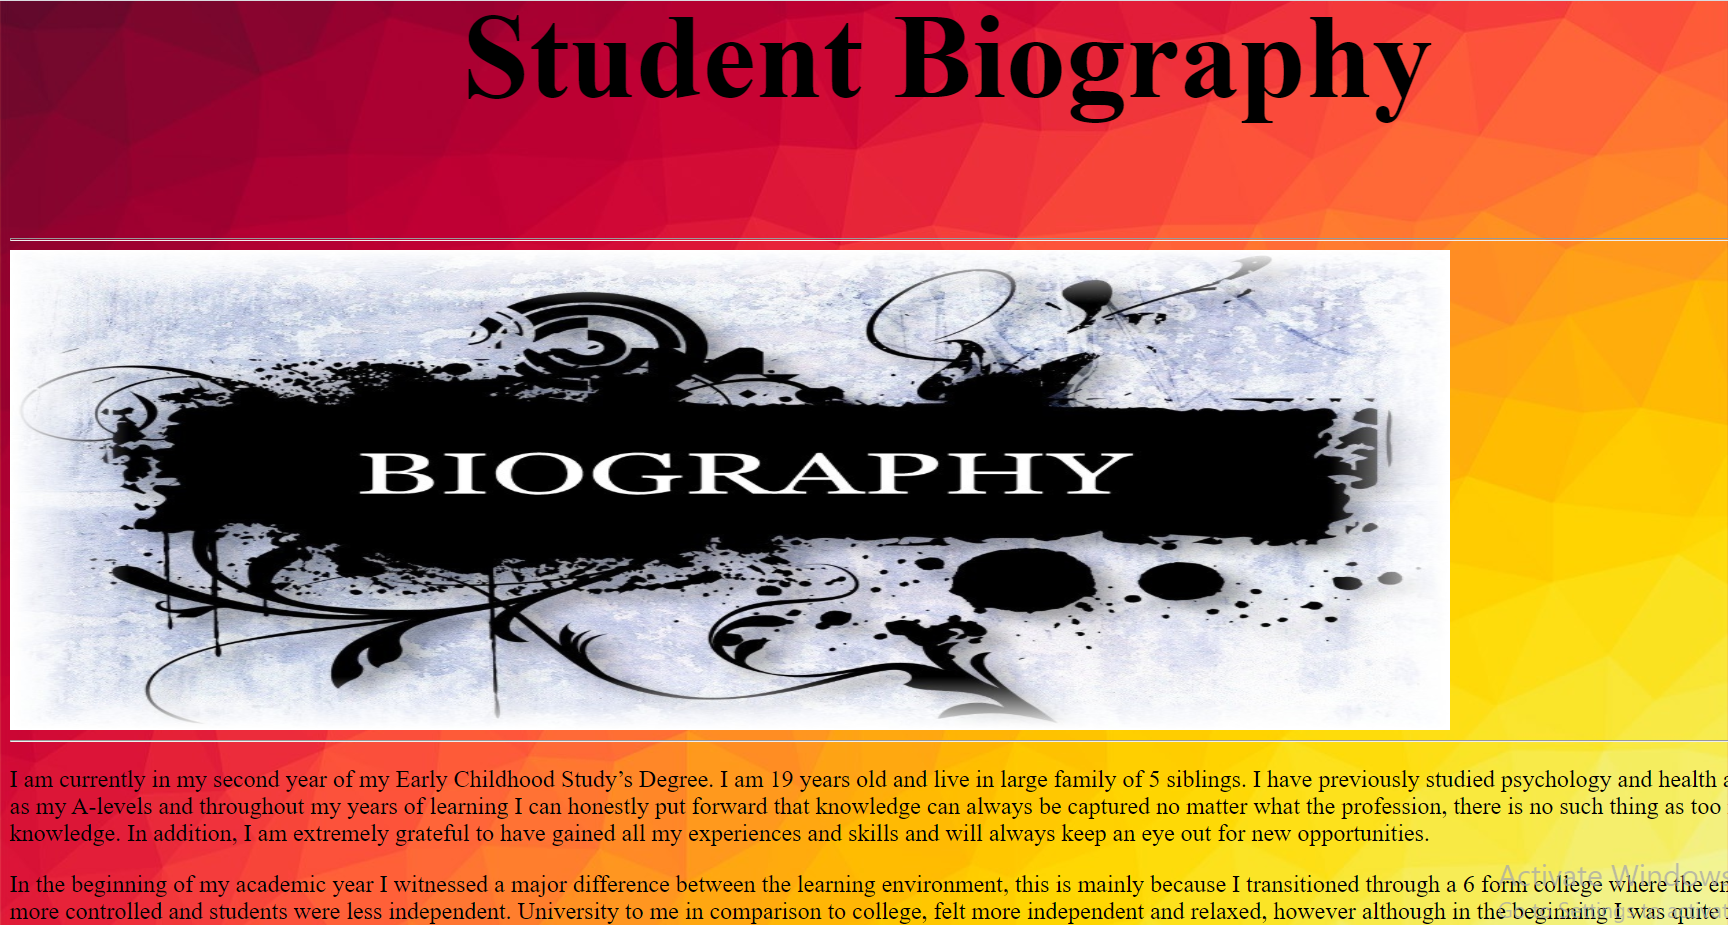 Student Biography
BIOGRAPHY
I am currently in my second year of my Early Childhood Study’s Degree. I am 19 years old and live in large family of 5 siblings. I have previously studied psychology and health
as my A-levels and throughout my years of learning I can honestly put forward that knowledge can always be captured no matter what the profession, there is no such thing as too
knowledge. In addition, I am extremely grateful to have gained all my experiences and skills and will always keep an eye out for new opportunities.
In the beginning of my academic year I witnessed a major difference between the learning environment, this is mainly because I transitioned through a 6 form college where the
more controlled and students were less independent. University to me in comparison to college, felt more independent and relaxed, however although in the beginning I was quite
Activate Windows
Go to Settings to